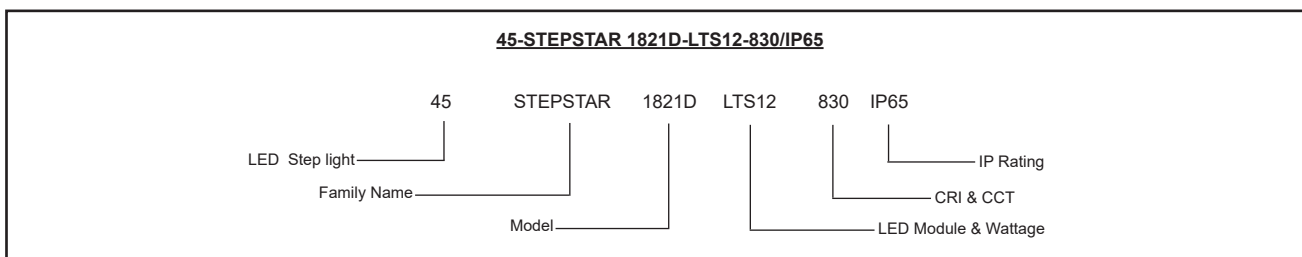 45-STEPSTAR 1821D-LTS12-830/IP65
45 STEPSTAR 1821D LTS12 830 IP65
LED Step light
IP Rating
Family Name
CRI & CCT
Model
LED Module & Wattage